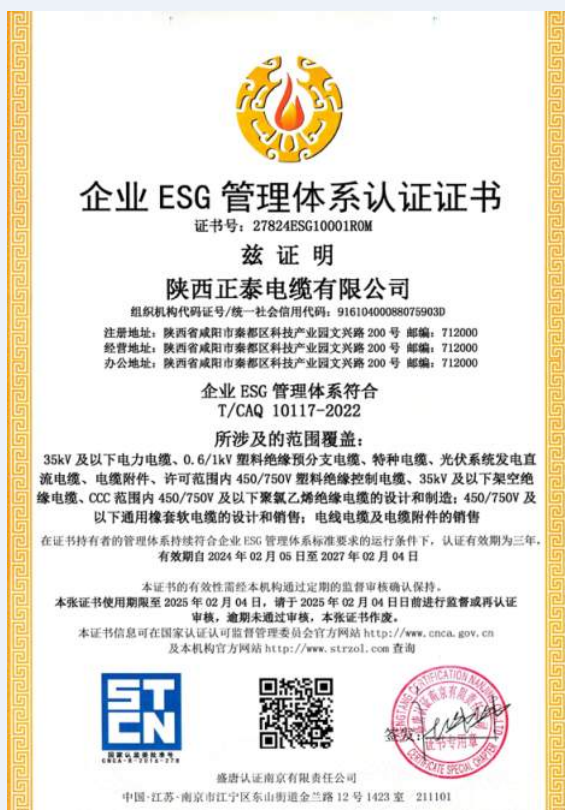 企业 ESG 管理体系认证证书
证书号：27824ESG10001R0M
兹 证 明
陕西正泰电缆有限公司
组织机构代码证号/统一社会信用代码：91610400088075903D
注册地址：陕西省咸阳市秦都区科技产业园文兴路 200 号 邮编：712000
经营地址：陕西省咸阳市秦都区科技产业园文兴路 200 号 邮编：712000
办公地址：陕西省咸阳市秦都区科技产业园文兴路 200 号 邮编：712000
企业 ESG 管理体系符合
T/CAQ 10117-2022
所涉及的范围覆盖：
35kV 及以下电力电缆、0.6/1kV 塑料绝缘预分支电缆、特种电缆、光伏系统发电直
流电缆、电缆附件、许可范围内 450/750V 塑料绝缘控制电缆、35kV 及以下架空绝
缘电缆、CCC 范围内 450/750V 及以下聚氯乙烯绝缘电缆的设计和制造；450/750V 及
以下通用橡套软电缆的设计和销售；电线电缆及电缆附件的销售
在证书持有者的管理体系持续符合企业 ESG 管理体系标准要求的运行条件下，认证有效期为三年，
有效期自 2024 年 02 月 05 日至 2027 年 02 月 04 日
本证书的有效性需经本机构通过定期的监督审核确认保持。
本张证书使用期限至 2025 年 02 月 04 日，请于 2025 年 02 月 04 日日前进行监督或再认证
审核，逾期未通过审核，本张证书作废。
本证书信息可在国家认证认可监督管理委员会官方网站 http://www.cnca.gov.cn
及本机构官方网站 http://www.strzol.com 查询
ST
CN
国家认监委批准号
CNCA-R-2018-278
签发：
证书专用章
CERTIFICATE SPECIAL CHAPTER
盛唐认证南京有限责任公司
中国·江苏·南京市江宁区东山街道金兰路 12 号 1423 室 211101